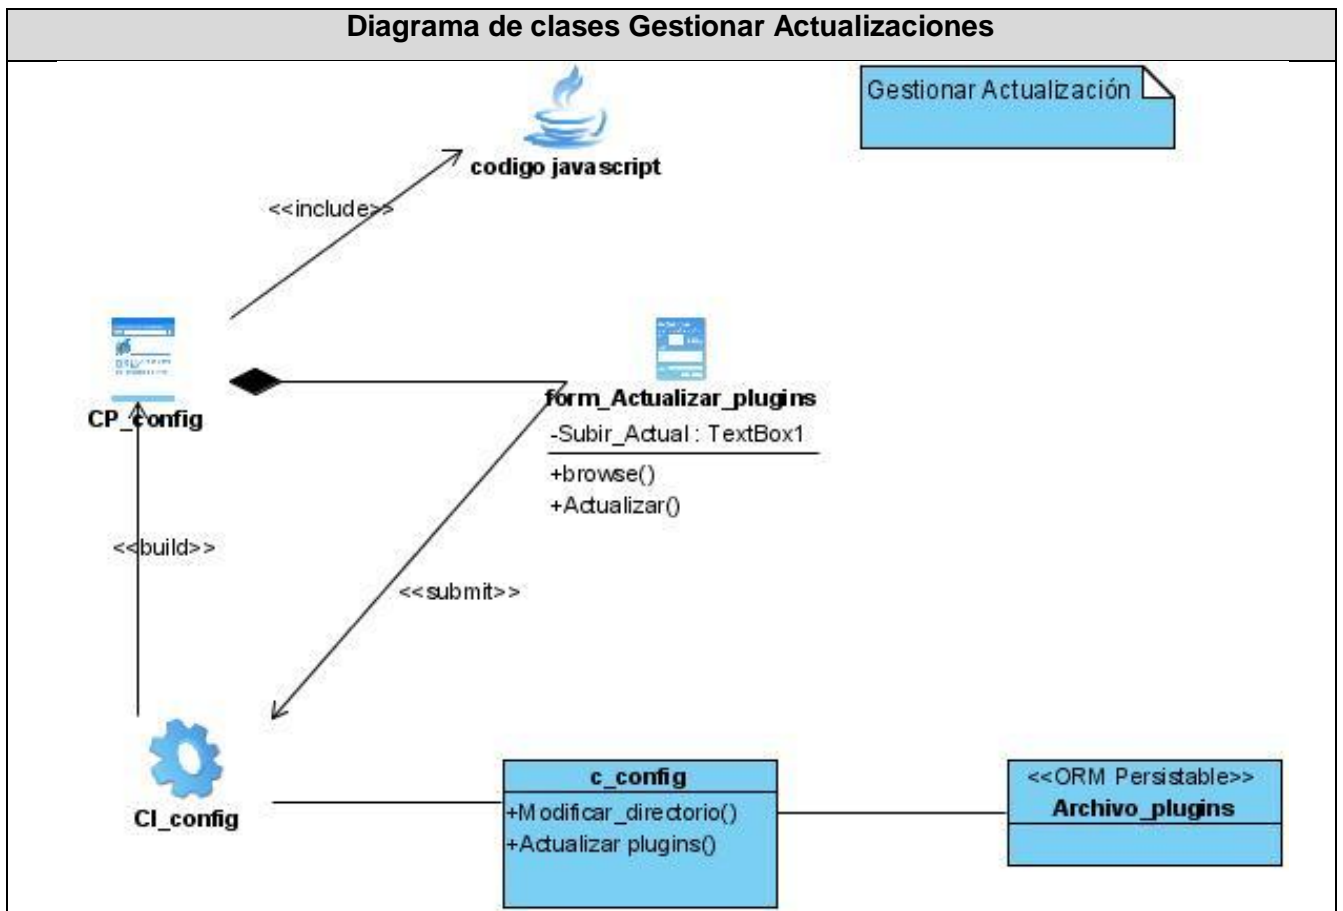 Diagrama de clases Gestionar Actualizaciones
Gestionar Actualización
codigo javascript
<<include>>
CP_config
form_Actualizar_plugins
-Subir_Actual : TextBox1
+browse()
+Actualizar()
<<build>>
<<submit>>
CI_config
c_config
+Modificar_directorio()
+Actualizar plugins()
<<ORM Persistable>>
Archivo_plugins